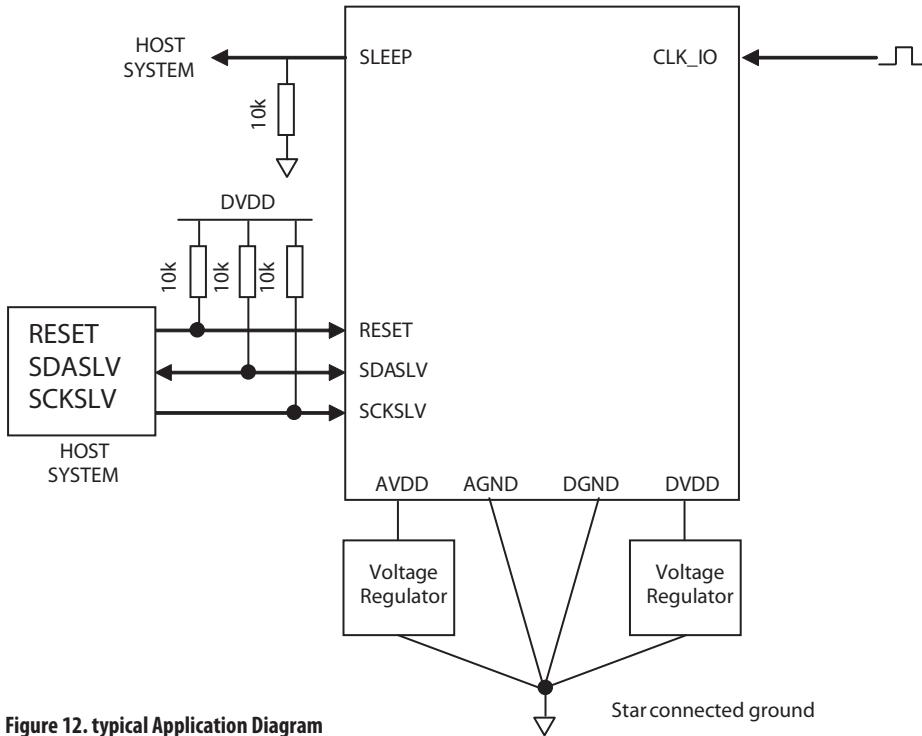 HOST
SYSTEM
SLEEP
CLK_IO
10k
DVDD
10k
10k
10k
RESET
SDASLV
SCKSLV
HOST
SYSTEM
RESET
SDASLV
SCKSLV
AVDD
AGND
DGND
DVDD
Voltage
Regulator
Voltage
Regulator
Star connected ground
Figure 12. typical Application Diagram